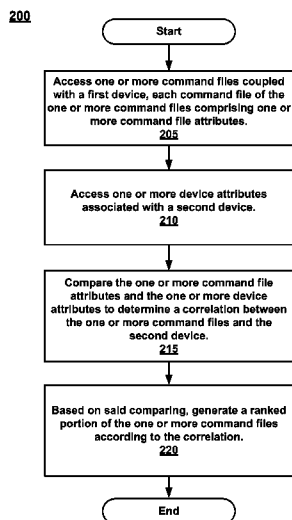 200
Start
Access one or more command files coupled
with a first device, each command file of the
one or more command files comprising one or
more command file attributes.
205
Access one or more device attributes
associated with a second device.
210
Compare the one or more command file
attributes and the one or more device
attributes to determine a correlation between
the one or more command files and the
second device.
215
Based on said comparing, generate a ranked
portion of the one or more command files
according to the correlation.
220
End